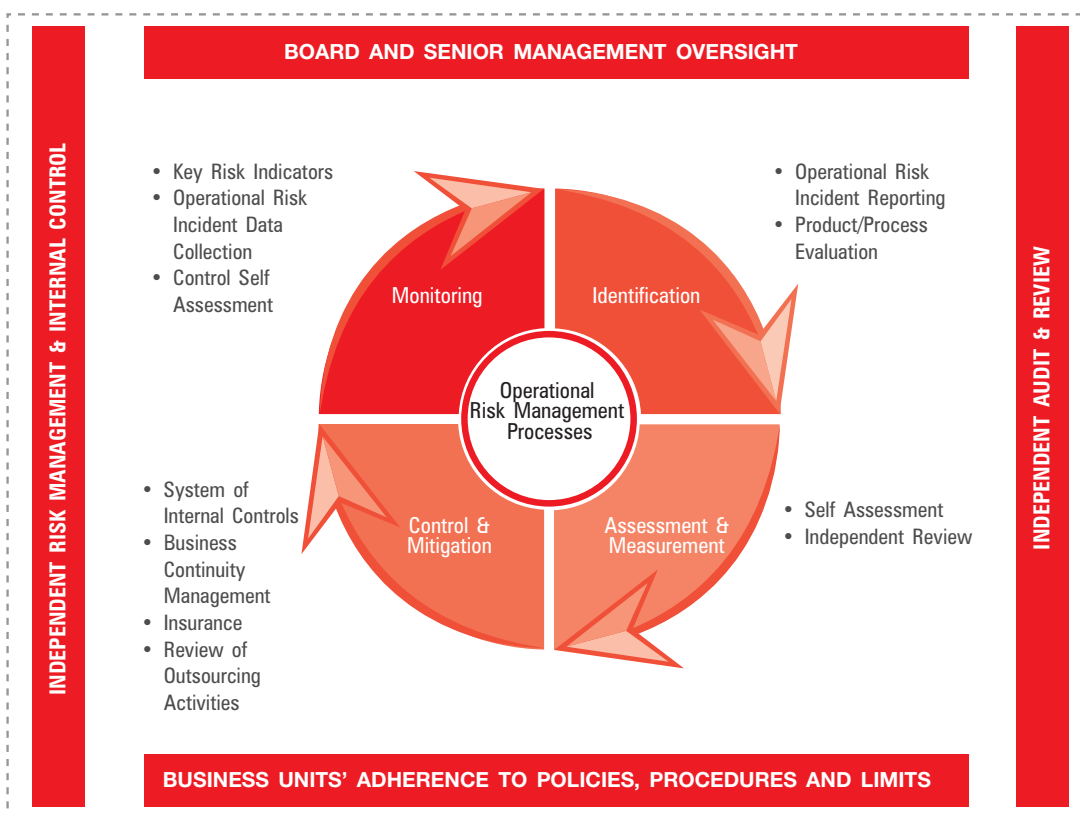 BOARD AND SENIOR MANAGEMENT OVERSIGHT
INDEPENDENT RISK MANAGEMENT & INTERNAL CONTROL
• Key Risk Indicators
• Operational Risk
Incident Data
Collection
• Control Self
Assessment
• Operational Risk
Incident Reporting
• Product/Process
Evaluation
Monitoring
Identification
Operational
Risk Management
Processes
• System of
Internal Controls
• Business
Continuity
Management
• Insurance
• Review of
Outsourcing
Activities
Control &
Mitigation
Assessment &
Measurement
• Self Assessment
• Independent Review
INDEPENDENT AUDIT & REVIEW
BUSINESS UNITS’ ADHERENCE TO POLICIES, PROCEDURES AND LIMITS